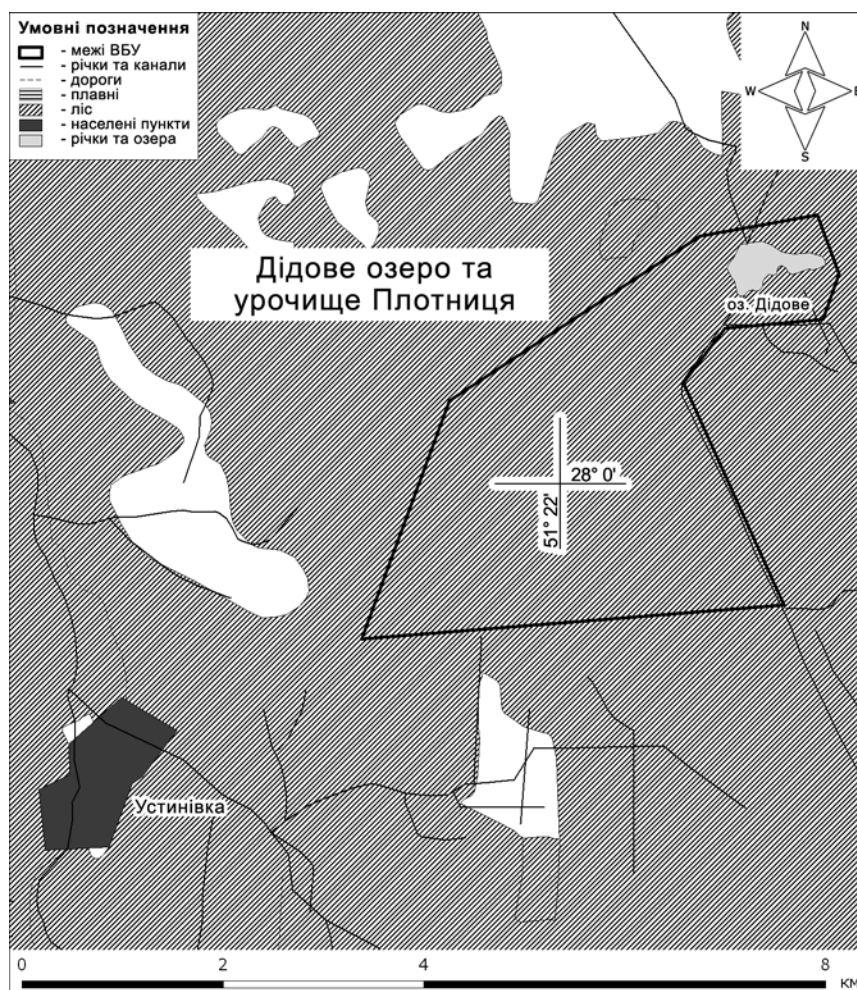 Умовні позначення
- межі ВБУ
- річки та канали
- дороги
- плавні
- ліс
- населені пункти
- річки та озера
N
W
E
S
Дідове озеро та
урочище Плотниця
оз. Дідове
28° 0'
51° 22'
Устинівка
0 2 4 8
км